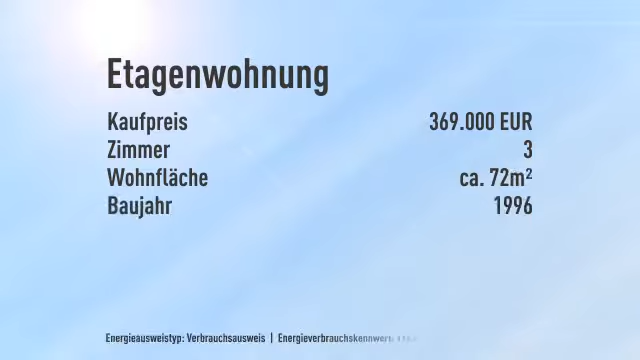 Etagenwohnung
Kaufpreis 369.000 EUR
Zimmer 3
Wohnfläche ca. 72m²
Baujahr 1996
Energieausweistyp: Verbrauchsausweis | Energieverbrauchskennwert: